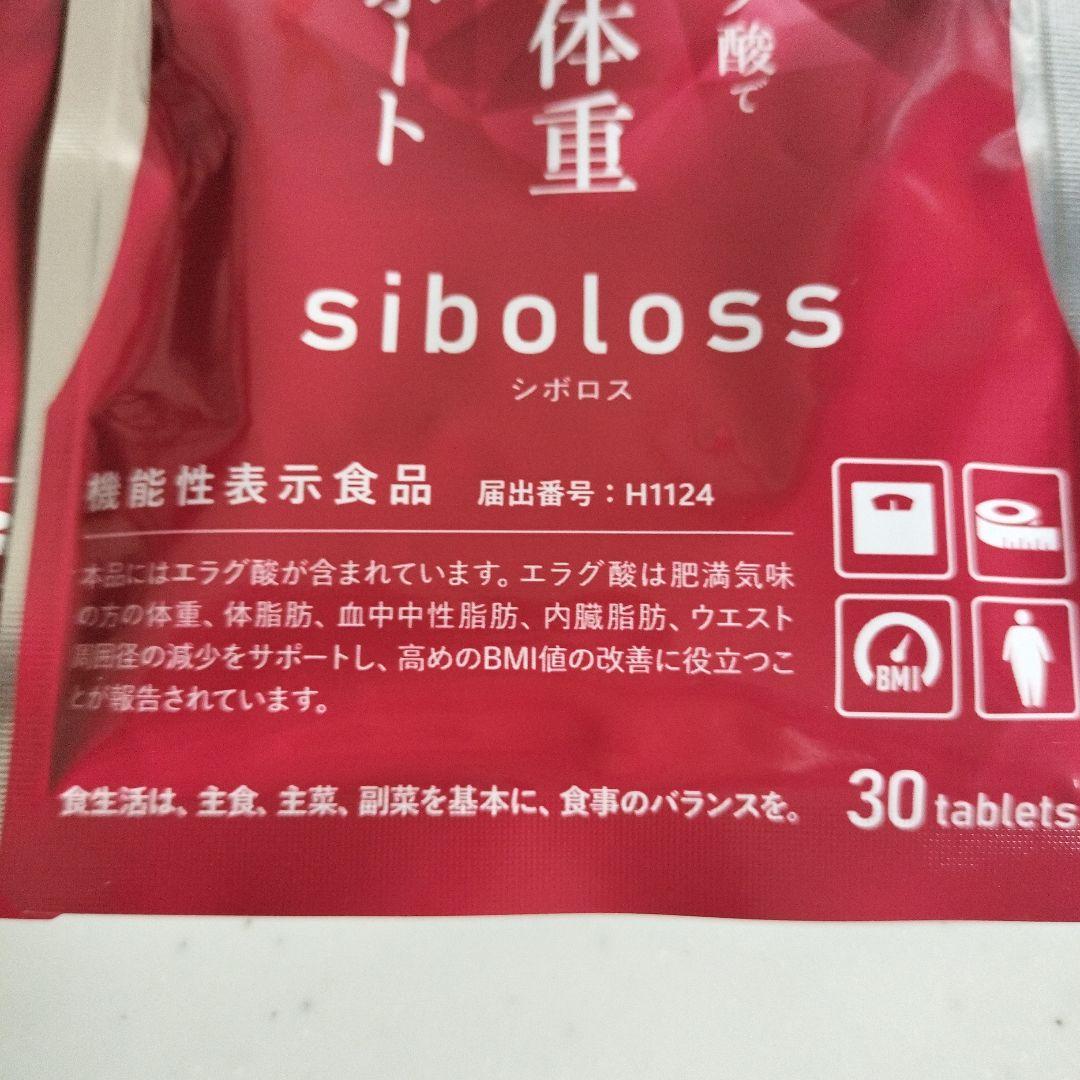 酸で
体重
ポート
siboloss
シボロス
機能性表示食品 届出番号：H1124
本品にはエラグ酸が含まれています。エラグ酸は肥満気味
の方の体重、体脂肪、血中中性脂肪、内臓脂肪、ウエスト
周囲径の減少をサポートし、高めのBMI値の改善に役立つこ
とが報告されています。
BMI
食生活は、主食、主菜、副菜を基本に、食事のバランスを。
30 tablets